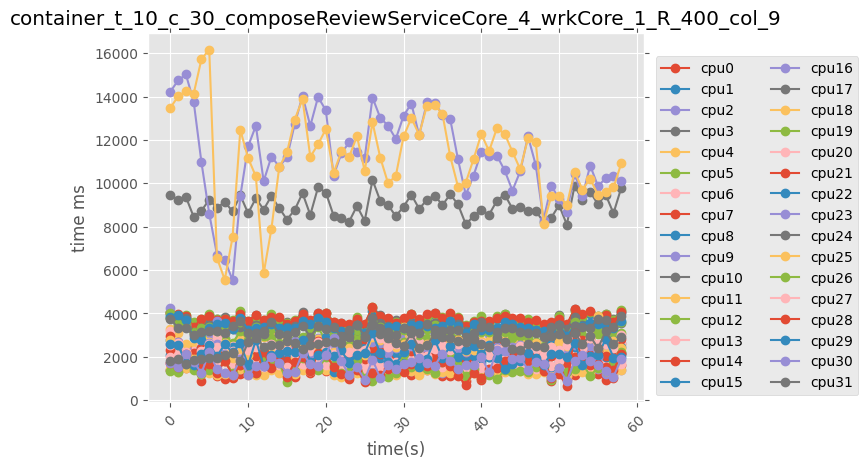 container_t_10_c_30_composeReviewServiceCore_4_wrkCore_1_R_400_col_9
16000
14000
12000
10000
8000
6000
4000
2000
0
time ms
0 10 20 30 40 50 60
time(s)
cpu0 cpu16
cpu1 cpu17
cpu2 cpu18
cpu3 cpu19
cpu4 cpu20
cpu5 cpu21
cpu6 cpu22
cpu7 cpu23
cpu8 cpu24
cpu9 cpu25
cpu10 cpu26
cpu11 cpu27
cpu12 cpu28
cpu13 cpu29
cpu14 cpu30
cpu15 cpu31